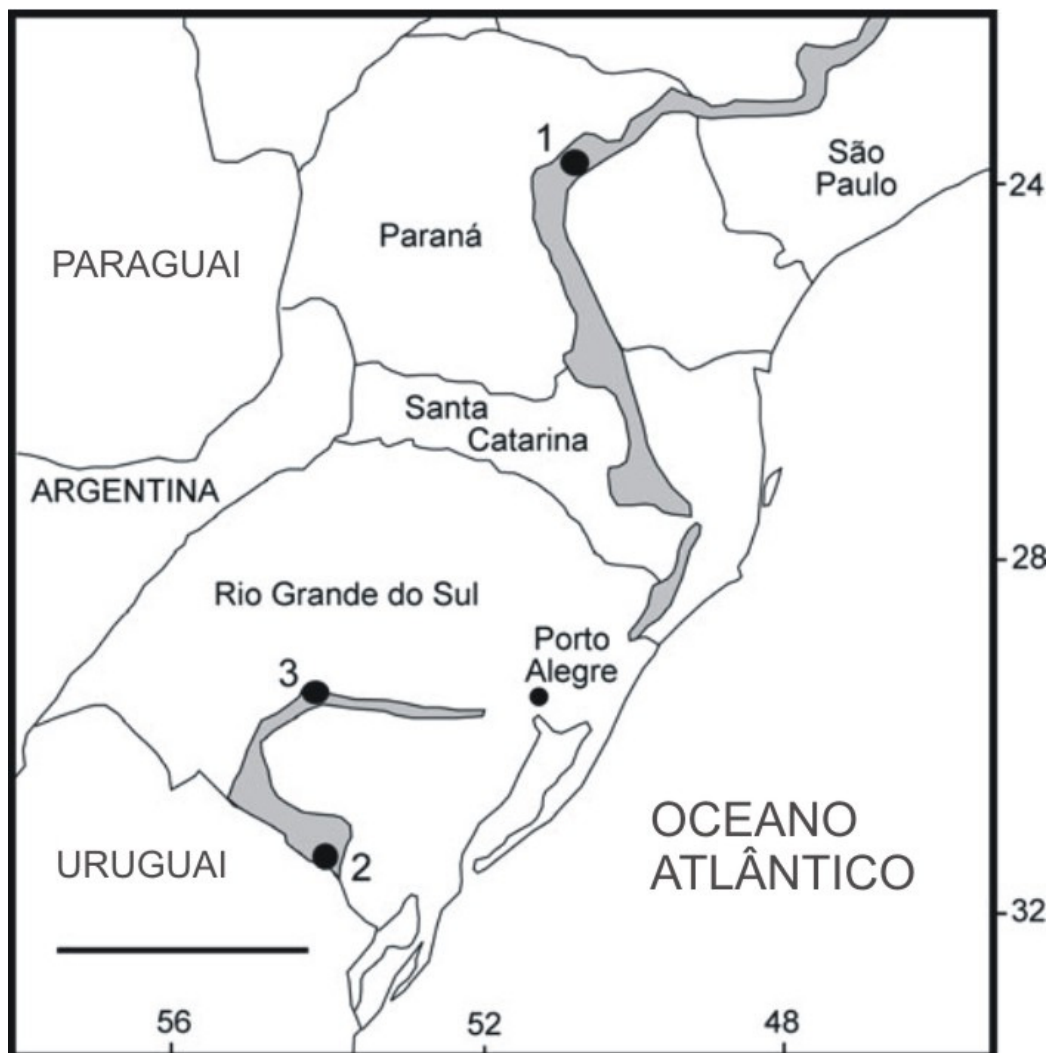 1
São
Paulo
24
Paraná
PARAGUAI
Santa
Catarina
ARGENTINA
28
Rio Grande do Sul
Porto
Alegre
3
OCEANO
ATLÂNTICO
URUGUAI
2
32
56
52
48